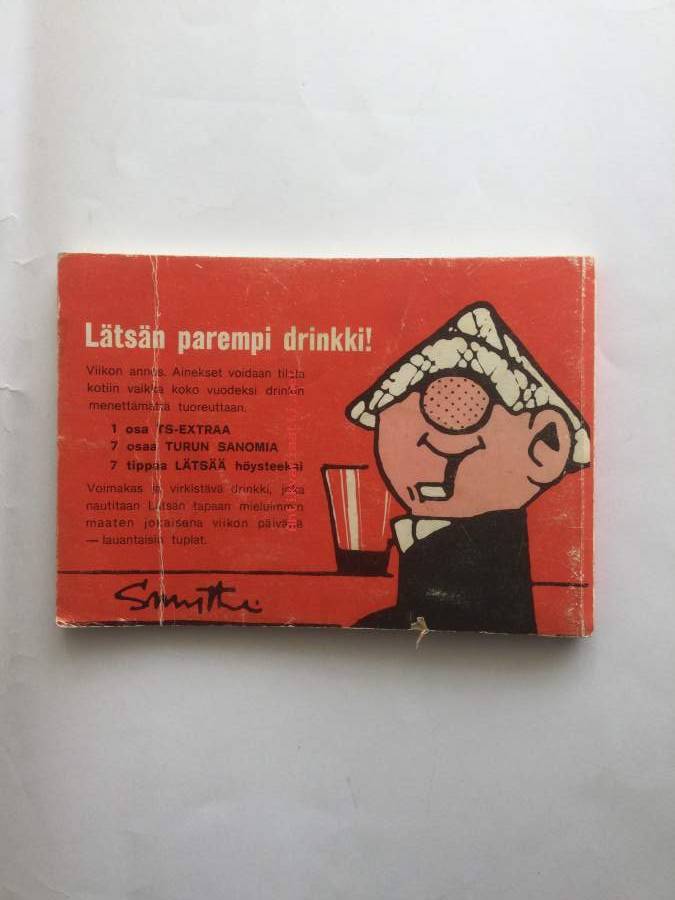 Lätsän parempi drinkki!
Viikon annos. Ainekset voidaan tilata
kotiin vaikka koko vuodeksi drinkin
menettämättä tuoreuttaan.
1 osa TS-EXTRAA
7 osaa TURUN SANOMIA
7 tippaa LÄTSÄÄ höysteeksi
Voimakas ja virkistävä drinkki, joka
nautitaan Lätsän tapaan mieluimmin
maaten jokaisena viikon päivänä
— lauantaisin tuplat.
Smythe